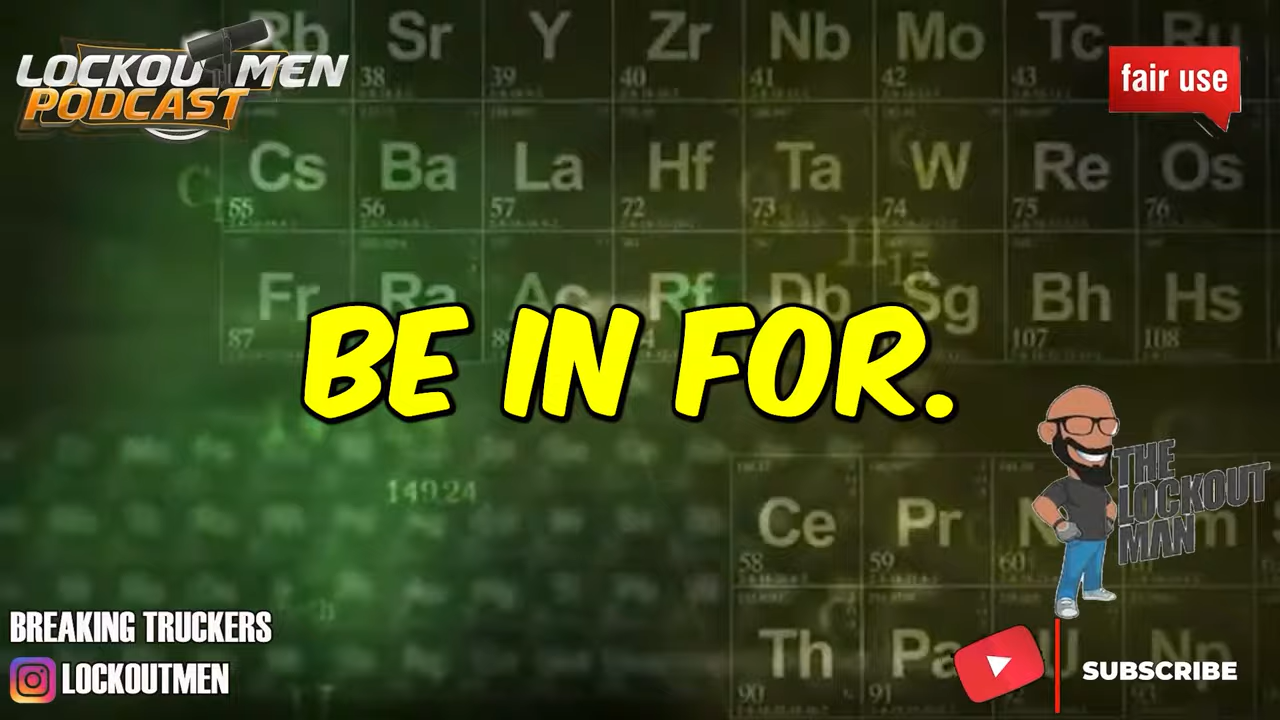 Rb Sr Y Zr Nb Mo Tc Ru
38 39 40 41 42 43
LOCKOUTMEN
PODCAST
fair use
Cs Ba La Hf Ta W Re Os
55 56 57 72 73 74 75 76
Fr Ra Ac Rf Db Sg Bh Hs
87 107 108
BE IN FOR.
149.24
Ce Pr
58 59 60
THE
LOCKOUT
MAN
Th Pa U Np
90 91
BREAKING TRUCKERS
LOCKOUTMEN
SUBSCRIBE